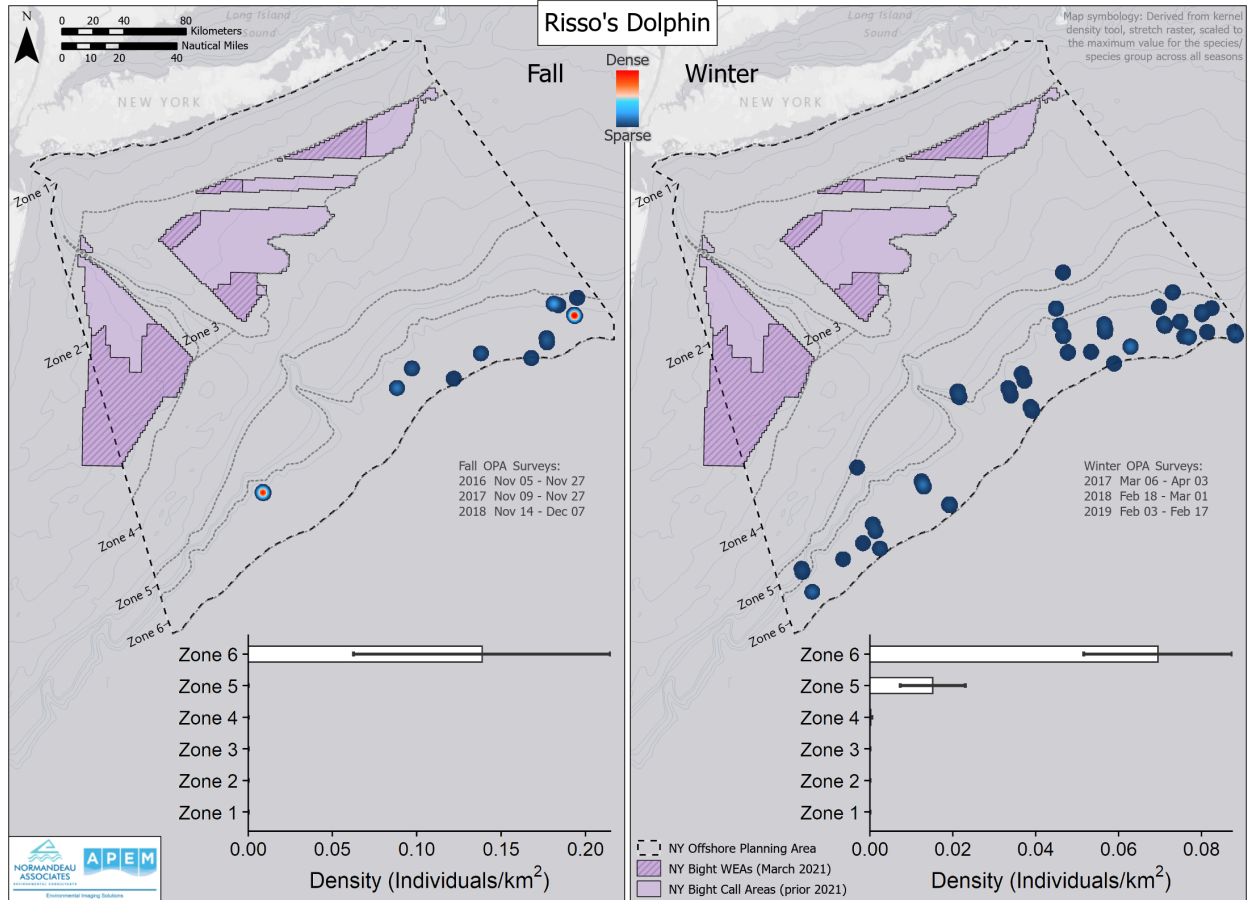 Risso's Dolphin
N
0 20 40 80
Kilometers
Nautical Miles
0 10 20 40
Long Island
Sound
NEW YORK
Fall
Dense
Sparse
Winter
Long Island
Sound
NEW YORK
Map symbology: Derived from kernel
density tool, stretch raster, scaled to
the maximum value for the species/
species group across all seasons
Zone 1
Zone 2
Zone 3
Zone 4
Zone 5
Zone 6
Fall OPA Surveys:
2016 Nov 05 - Nov 27
2017 Nov 09 - Nov 27
2018 Nov 14 - Dec 07
Zone 1
Zone 2
Zone 3
Zone 4
Zone 5
Zone 6
Winter OPA Surveys:
2017 Mar 06 - Apr 03
2018 Feb 18 - Mar 01
2019 Feb 03 - Feb 17
Zone 6
Zone 5
Zone 4
Zone 3
Zone 2
Zone 1
0.00 0.05 0.10 0.15 0.20
Density (Individuals/km²)
Zone 6
Zone 5
Zone 4
Zone 3
Zone 2
Zone 1
0.00 0.02 0.04 0.06 0.08
Density (Individuals/km²)
NORMANDEAU
ASSOCIATES
ENVIRONMENTAL CONSULTANTS
APEM
Environmental Imaging Solutions
NY Offshore Planning Area
NY Bight WEAs (March 2021)
NY Bight Call Areas (prior 2021)